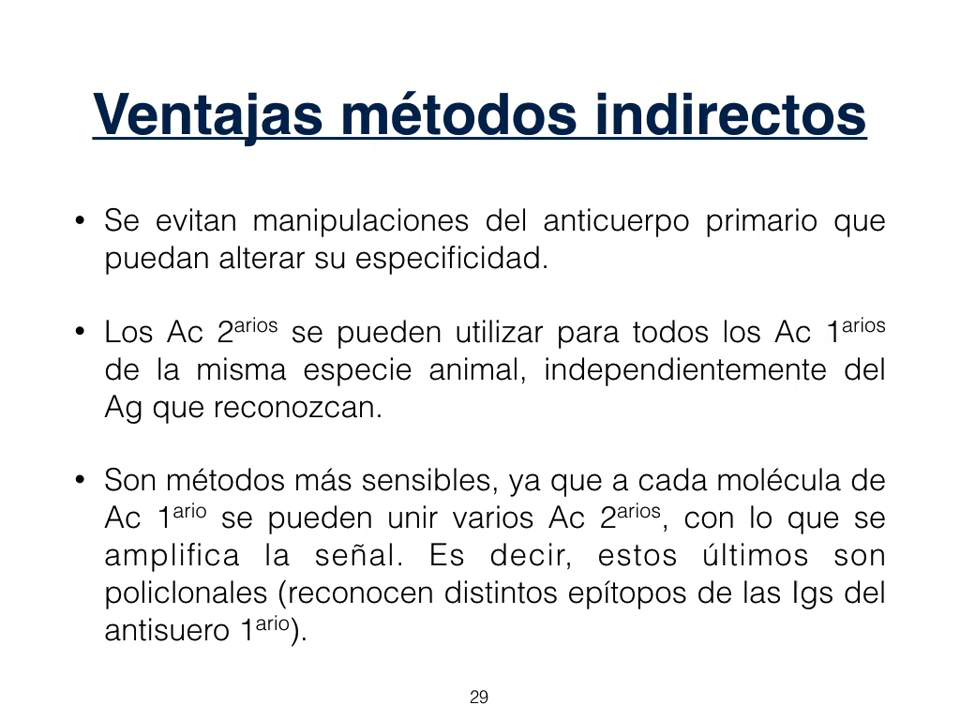 Ventajas métodos indirectos
• Se evitan manipulaciones del anticuerpo primario que
puedan alterar su especificidad.
• Los Ac 2arios se pueden utilizar para todos los Ac 1arios
de la misma especie animal, independientemente del
Ag que reconozcan.
• Son métodos más sensibles, ya que a cada molécula de
Ac 1ario se pueden unir varios Ac 2arios, con lo que se
amplifica la señal. Es decir, estos últimos son
policlonales (reconocen distintos epítopos de las Igs del
antisuero 1ario).
29